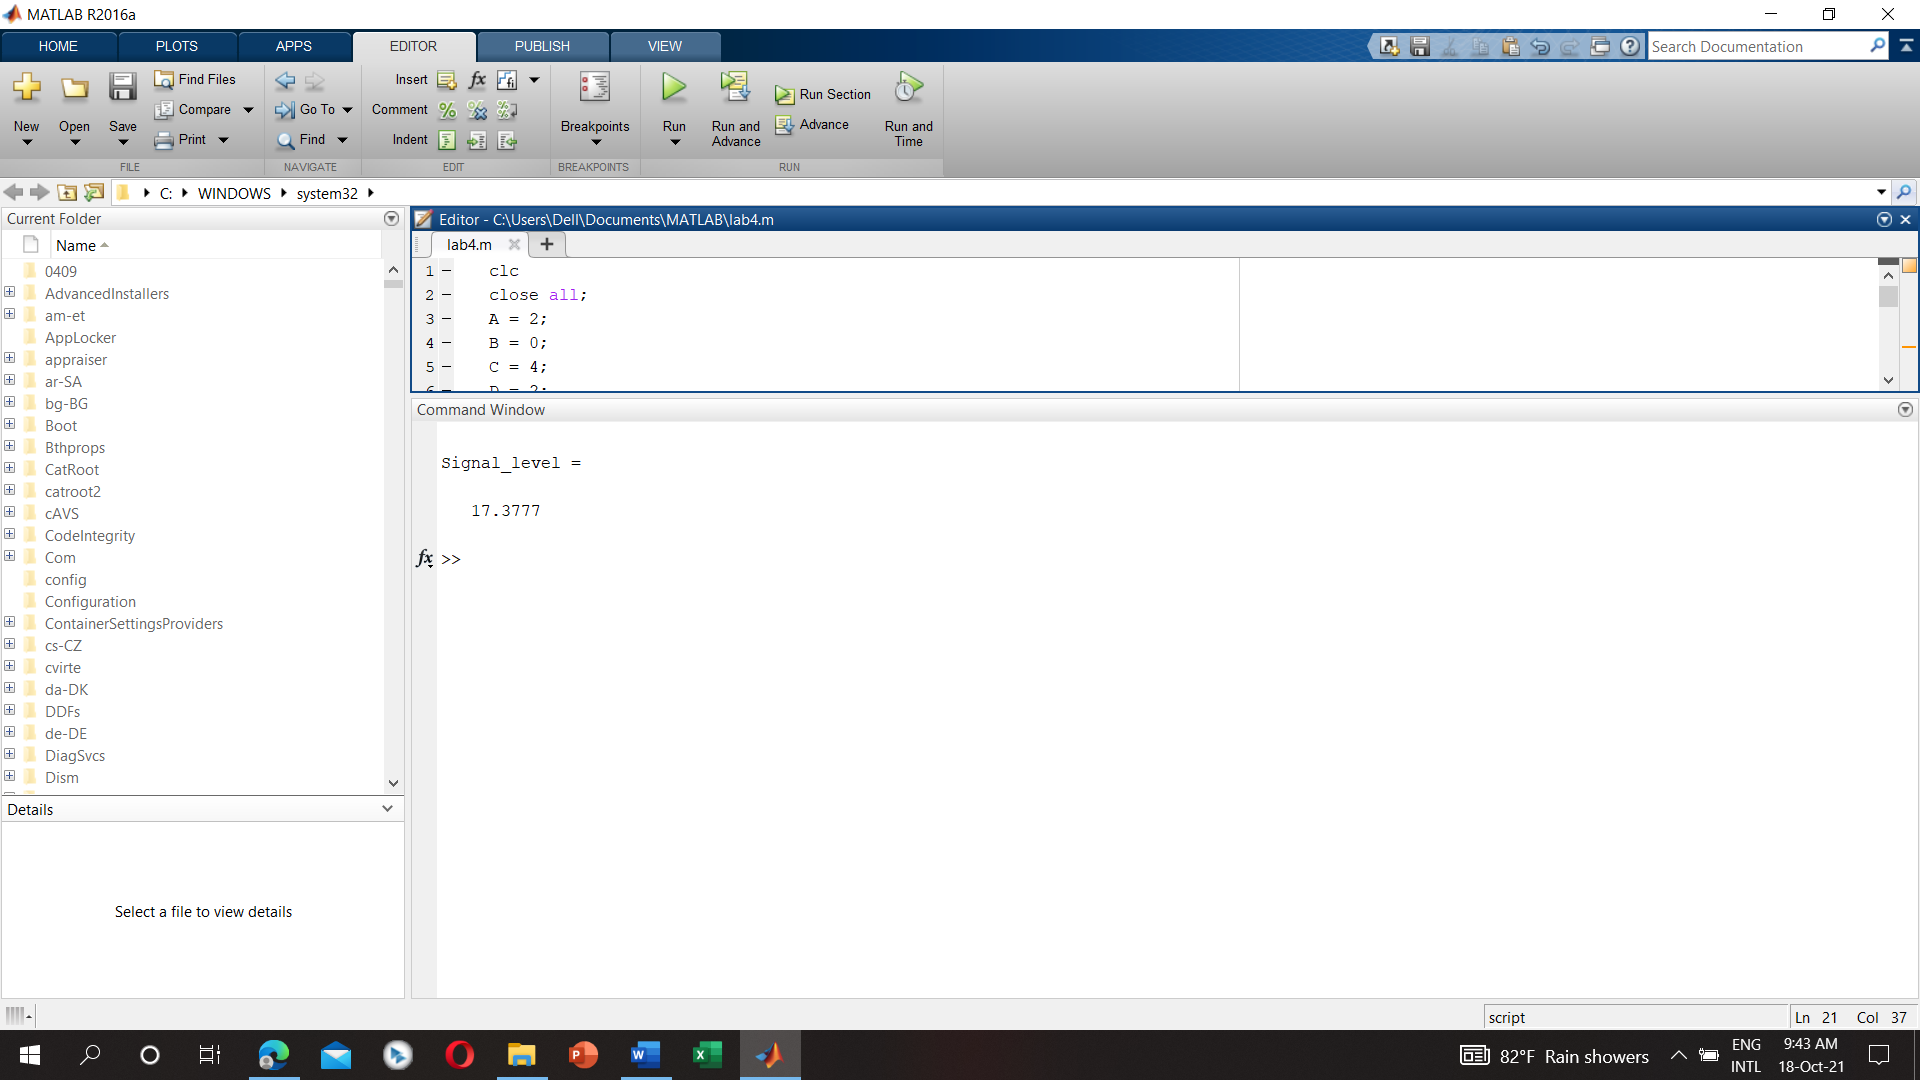 MATLAB R2016a
HOME PLOTS APPS EDITOR PUBLISH VIEW
Search Documentation
New
Open
Save
Find Files
Compare
Print
FILE
Go To
Find
NAVIGATE
Insert
Comment
Indent
EDIT
Breakpoints
BREAKPOINTS
Run
Run and
Advance
Run Section
Advance
Run and
Time
RUN
C: WINDOWS system32
Current Folder
Name
0409
AdvancedInstallers
am-et
AppLocker
appraiser
ar-SA
bg-BG
Boot
Bthprops
CatRoot
catroot2
cAVS
CodeIntegrity
Com
config
Configuration
ContainerSettingsProviders
cs-CZ
cvirte
da-DK
DDFs
de-DE
DiagSvcs
Dism
Details
Select a file to view details
Editor - C:\Users\Dell\Documents\MATLAB\lab4.m
lab4.m
1 clc
2 close all;
3 A = 2;
4 B = 0;
5 C = 4;
Command Window
Signal_level =
17.3777
fx >>
script
Ln 21 Col 37
82°F Rain showers
ENG
INTL
9:43 AM
18-Oct-21